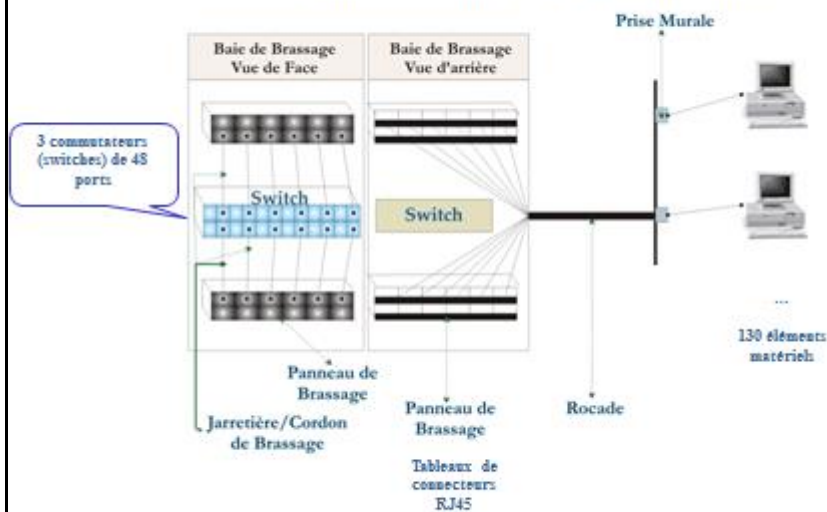 Prise Murale
Baie de Brassage
Vue de Face
Baie de Brassage
Vue d'arrière
3 commutateurs
(switches) de 48
ports
Switch
Switch
...
130 éléments
matériels
Panneau de
Brassage
Jarretière/Cordon
de Brassage
Panneau de
Brassage
Rocade
Tableaux de
connecteurs
RJ45